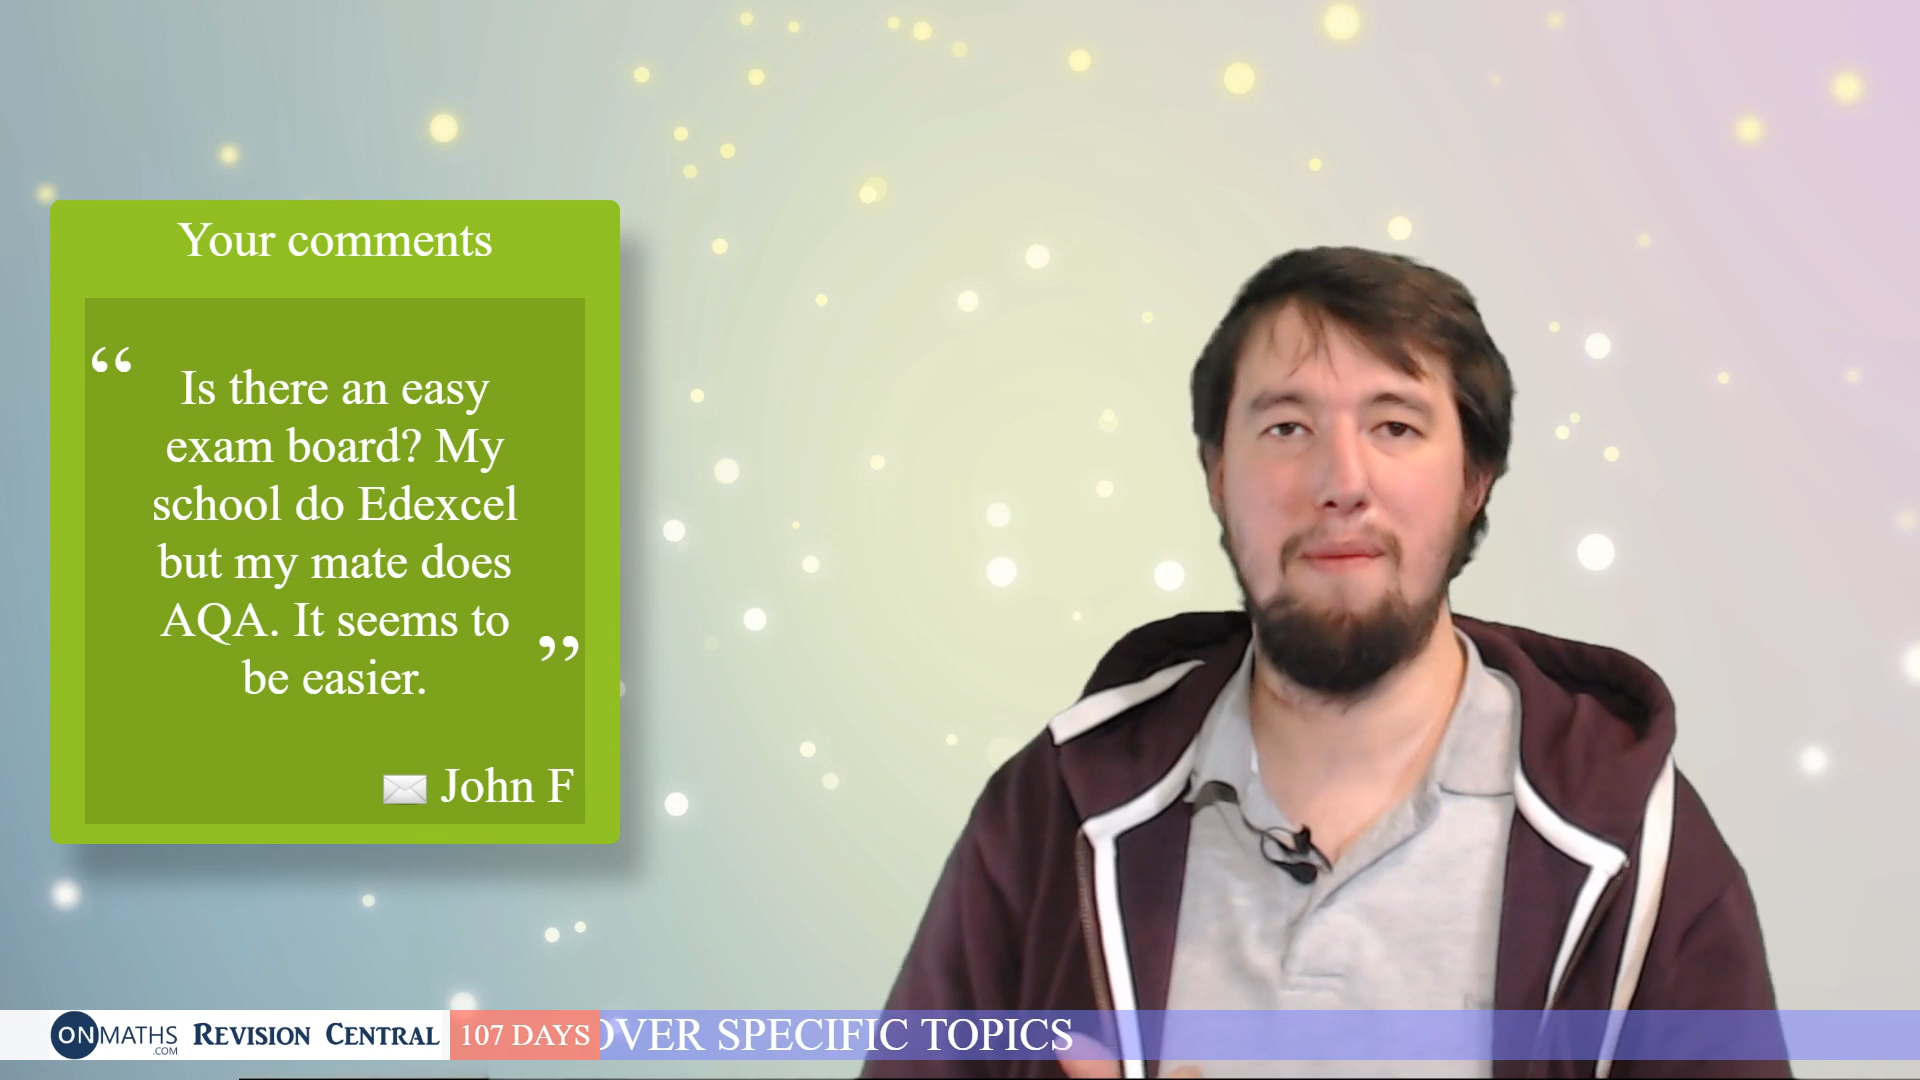 Your comments
“
Is there an easy
exam board? My
school do Edexcel
but my mate does
AQA. It seems to
be easier.
”
John F
ONMATHS
.COM
REVISION CENTRAL
107 DAYS
OVER SPECIFIC TOPICS